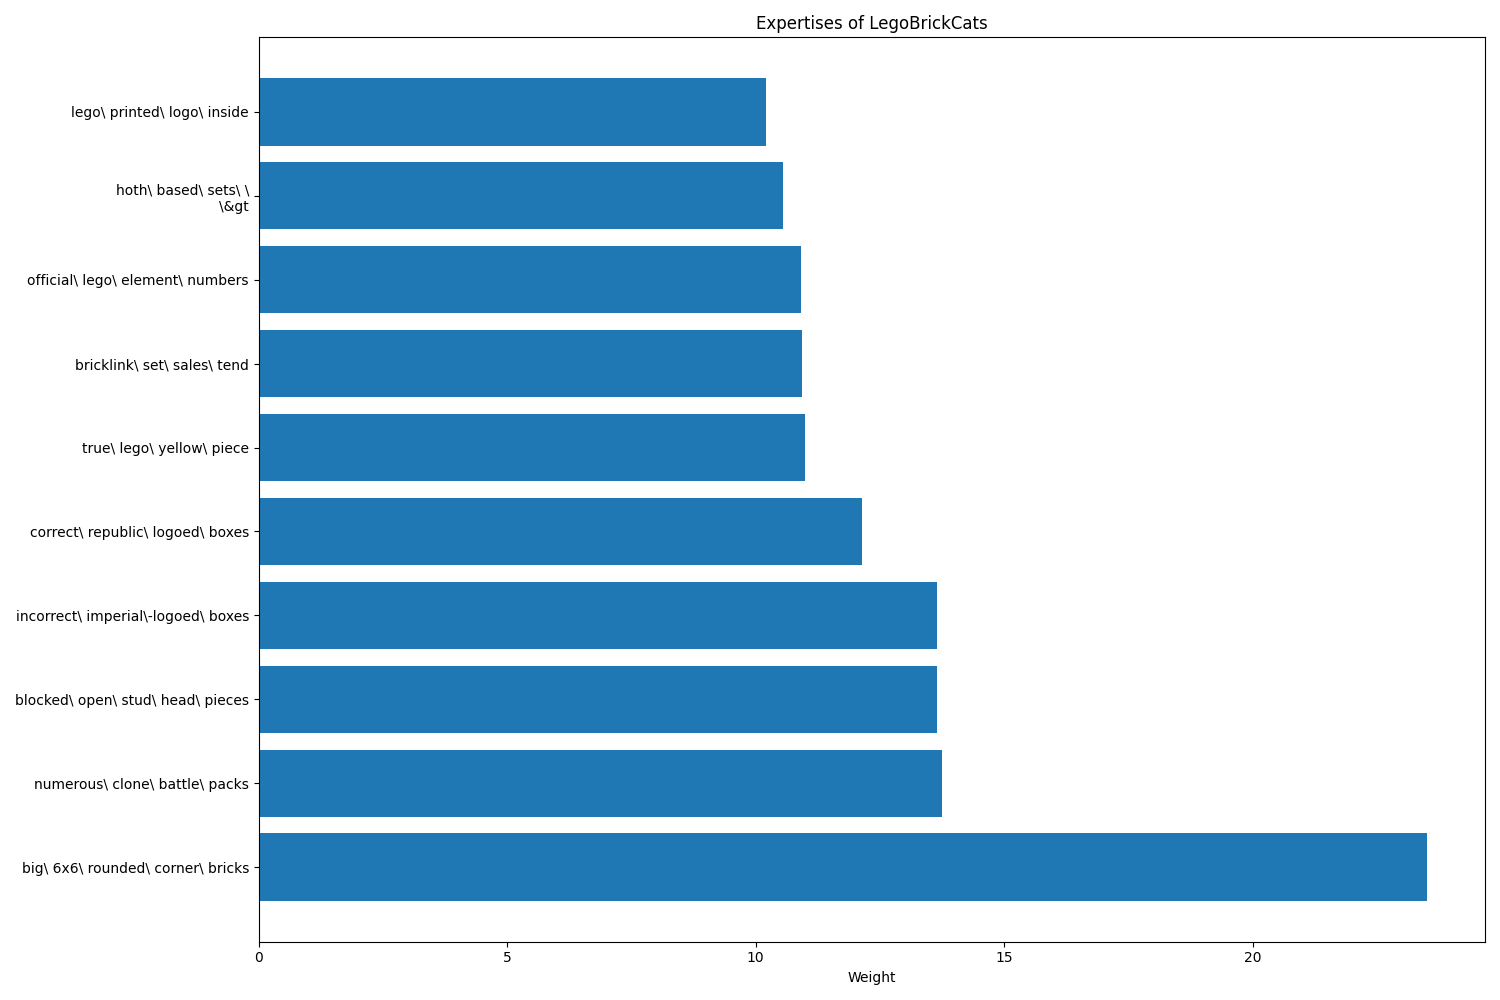 Expertises of LegoBrickCats
lego\ printed\ logo\ inside
hoth\ based\ sets\ \
\&gt
official\ lego\ element\ numbers
bricklink\ set\ sales\ tend
true\ lego\ yellow\ piece
correct\ republic\ logoed\ boxes
incorrect\ imperial\-logoed\ boxes
blocked\ open\ stud\ head\ pieces
numerous\ clone\ battle\ packs
big\ 6x6\ rounded\ corner\ bricks
0 5 10 15 20
Weight